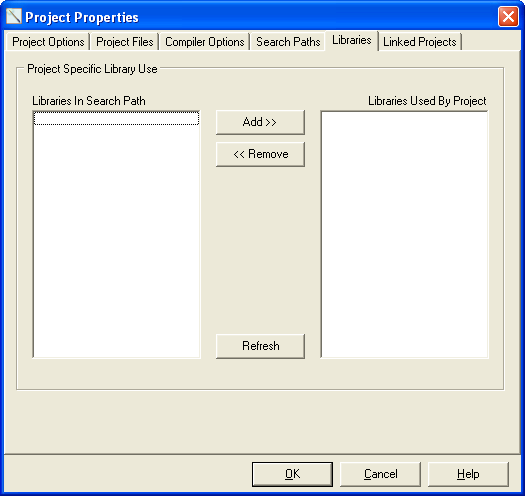 Project Properties
Project Options Project Files Compiler Options Search Paths Libraries Linked Projects
Project Specific Library Use
Libraries In Search Path Libraries Used By Project
Add >>
<< Remove
Refresh
OK Cancel Help